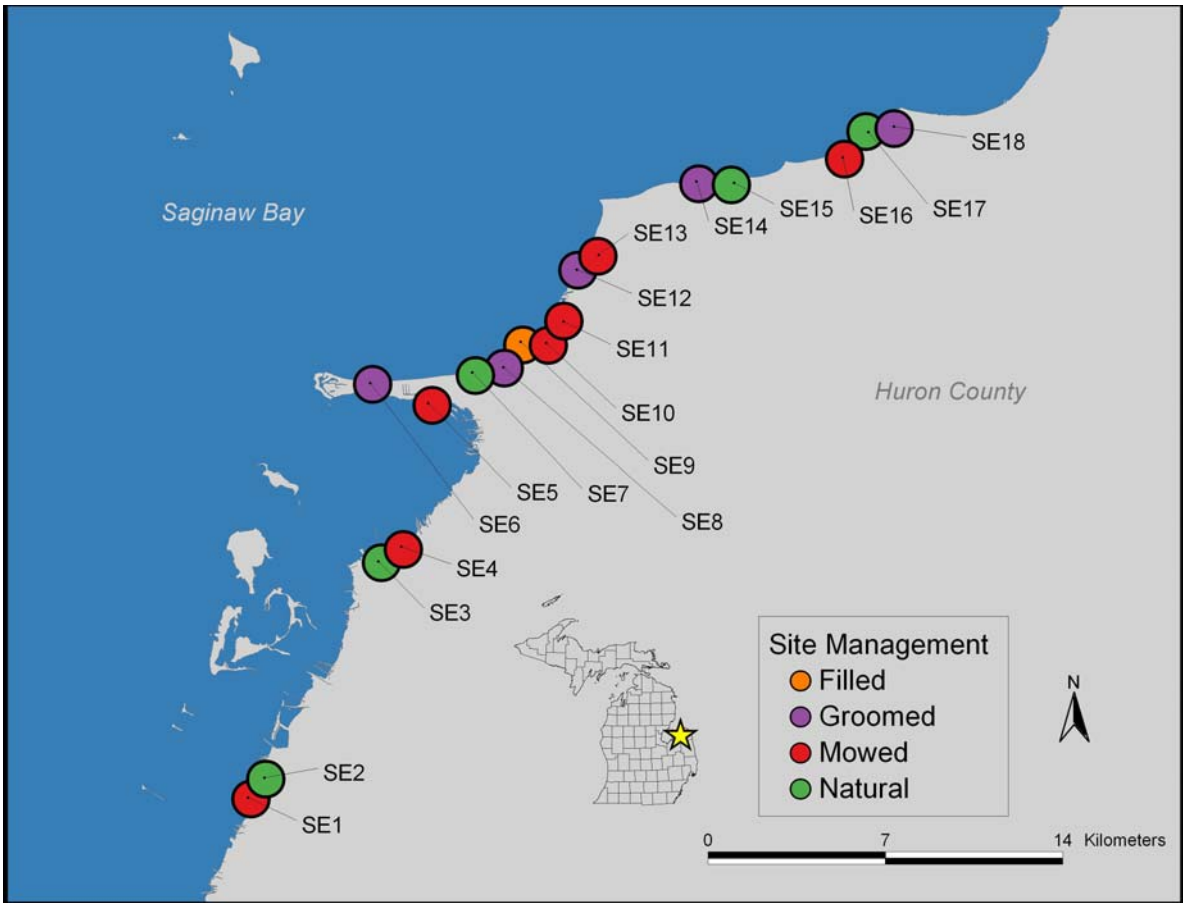 SE18
SE17
SE16
SE15
SE14
Saginaw Bay
SE13
SE12
SE11
Huron County
SE10
SE9
SE5
SE7
SE8
SE6
SE4
SE3
Site Management
Filled
Groomed
Mowed
Natural
N
SE2
SE1
0 7 14 Kilometers